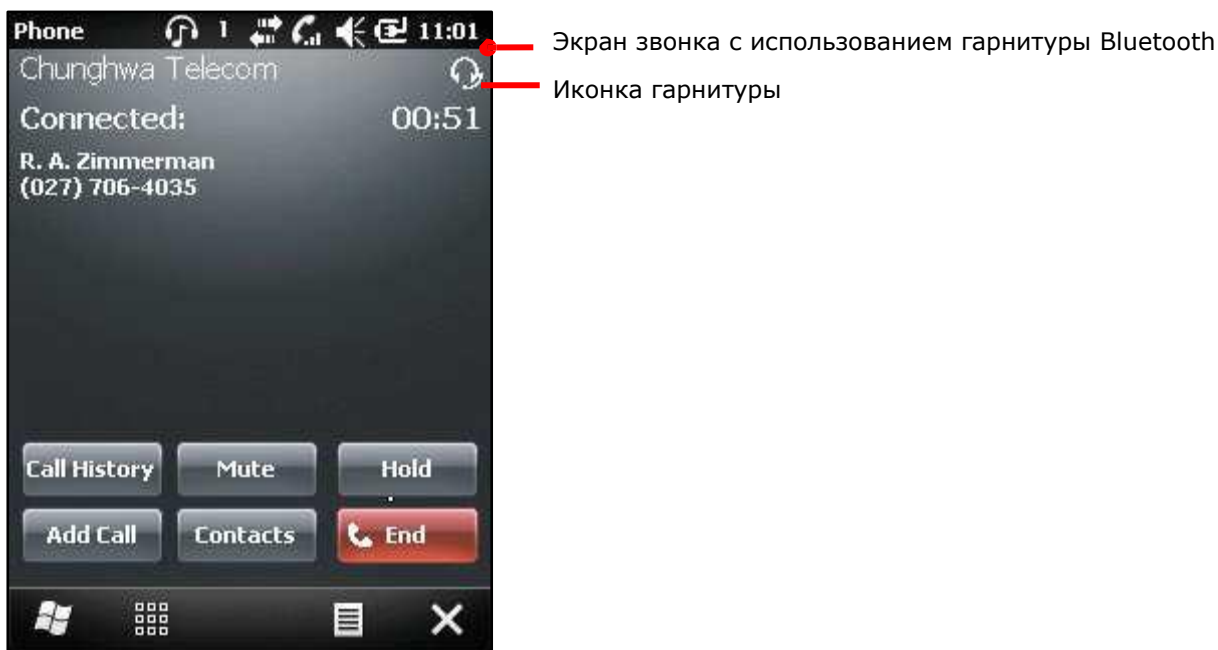 Phone 1 11:01
Экран звонка с использованием гарнитуры Bluetooth
Chunghwa Telecom
Иконка гарнитуры
Connected: 00:51
R. A. Zimmerman
(027) 706-4035
Call History Mute Hold
Add Call Contacts End